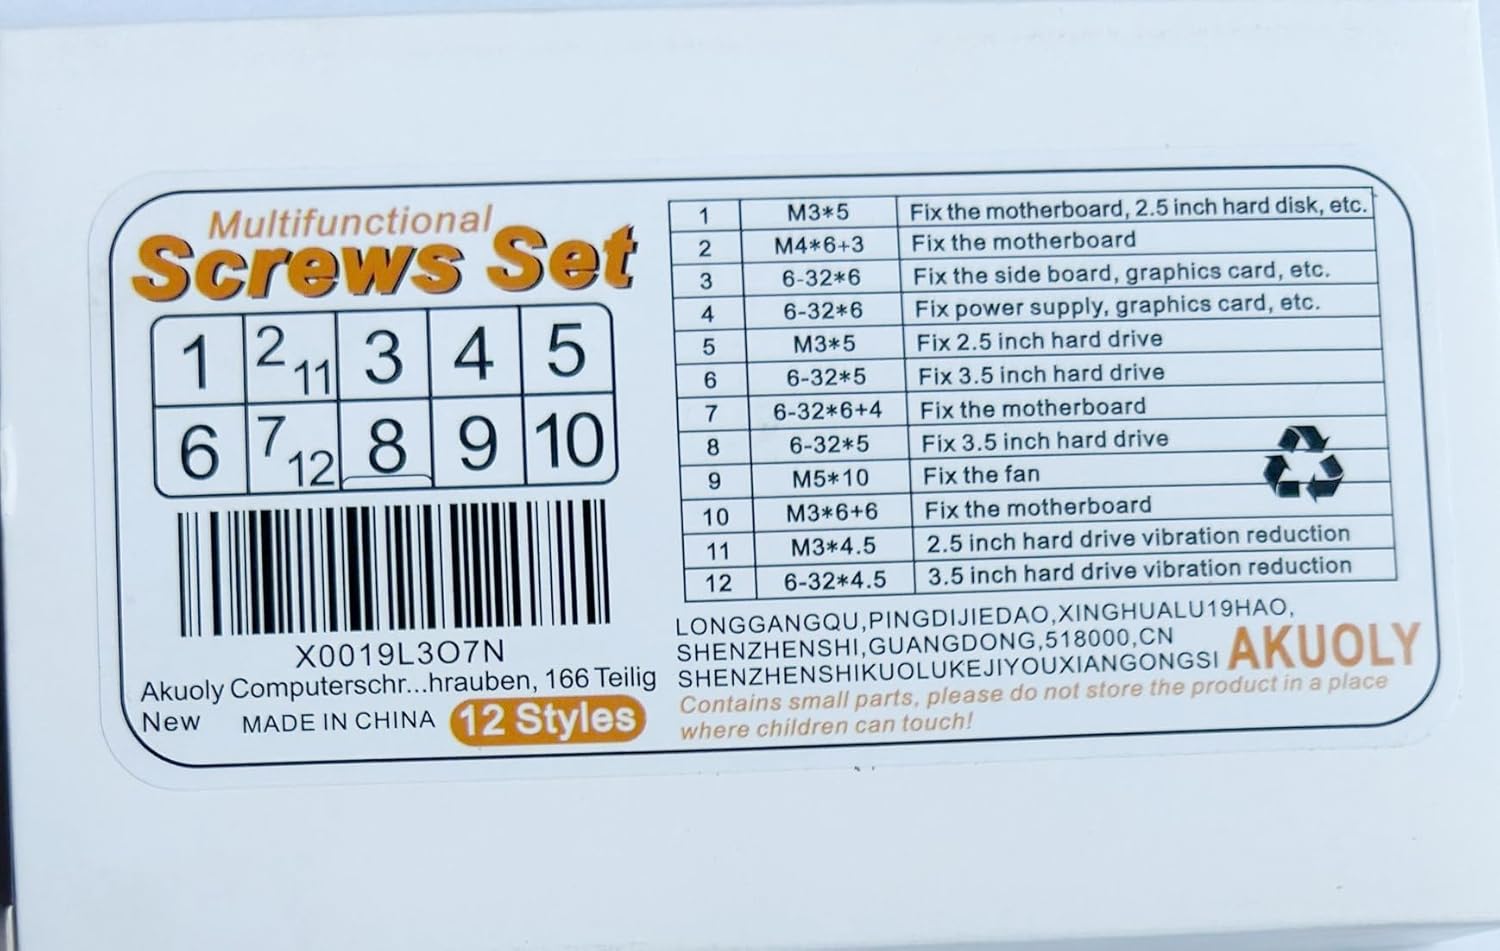 Multifunctional
Screws Set
1 2 11 3 4 5
6 7 12 8 9 10
X0019L3O7N
Akuoly Computerschr...hrauben, 166 Teilig
New MADE IN CHINA 12 Styles
1 M3*5 Fix the motherboard, 2.5 inch hard disk, etc.
2 M4*6+3 Fix the motherboard
3 6-32*6 Fix the side board, graphics card, etc.
4 6-32*6 Fix power supply, graphics card, etc.
5 M3*5 Fix 2.5 inch hard drive
6 6-32*5 Fix 3.5 inch hard drive
7 6-32*6+4 Fix the motherboard
8 6-32*5 Fix 3.5 inch hard drive
9 M5*10 Fix the fan
10 M3*6+6 Fix the motherboard
11 M3*4.5 2.5 inch hard drive vibration reduction
12 6-32*4.5 3.5 inch hard drive vibration reduction
LONGGANGQU,PINGDIJIEDAO,XINGHUALU19HAO,
SHENZHENSHI,GUANGDONG,518000,CN
SHENZHENSHIKUOLUKEJIYOUXIANGONGSI AKUOLY
Contains small parts, please do not store the product in a place
where children can touch!